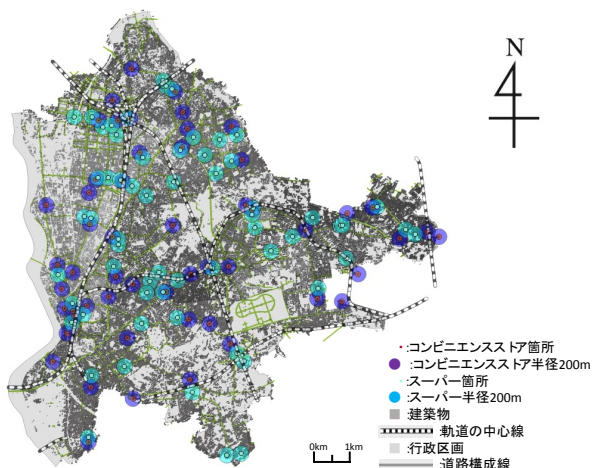 N
・:コンビニエンスストア箇所
:コンビニエンスストア半径200m
・:スーパー箇所
:スーパー半径200m
:建築物
:軌道の中心線
:行政区画
:道路構成線
0km 1km